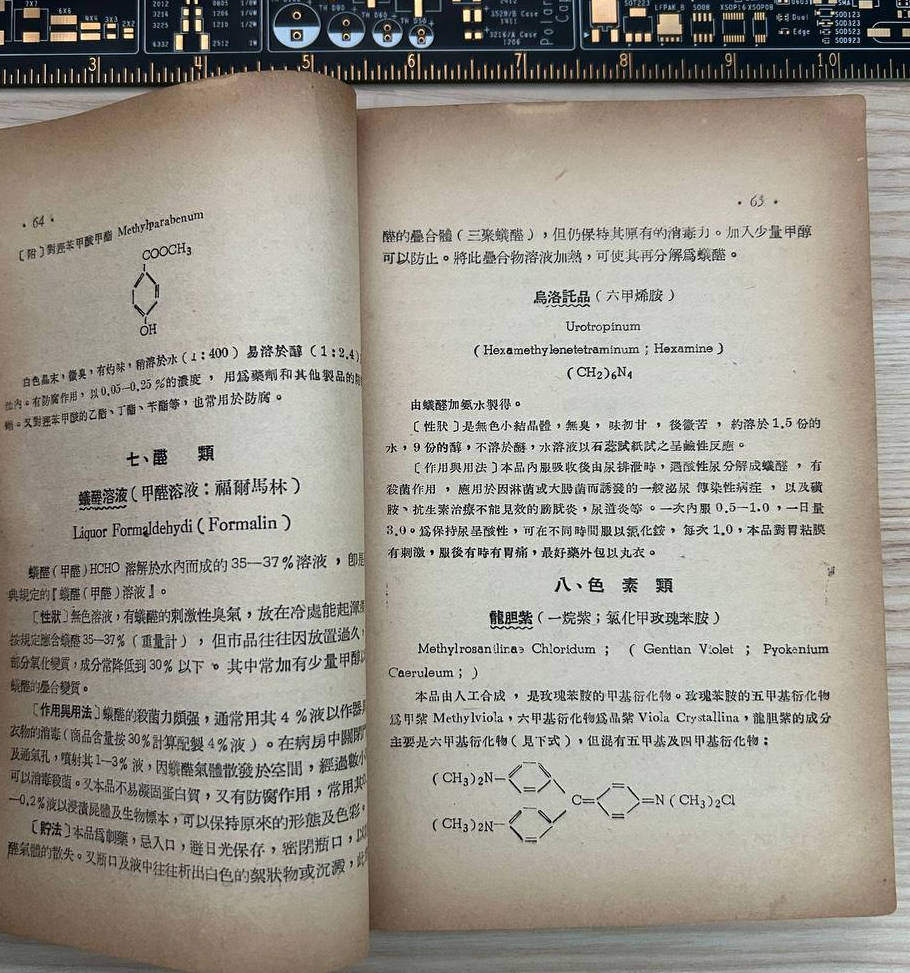 3
4
5
6
7
8
9
10
· 64 ·
〔附〕對羥苯甲酸甲酯 Methylparabenum
COOCH₃
OH
白色晶末，微臭，有灼味，稍溶於水（1：400）易溶於醇（1：2.4）
有防腐作用，以0.05—0.25％的濃度，用爲藥劑和其他製品的防
又對羥苯甲酸的乙酯、丁酯、苄酯等，也常用於防腐。
七、醛 類
蟻醛溶液（甲醛溶液：福爾馬林）
Liquor Formaldehydi ( Formalin )
蟻醛（甲醛）HCHO 溶解於水內而成的 35—37％溶液，卽是
典規定的『蟻醛（甲醛）溶液』。
〔性狀〕無色溶液，有蟻醛的刺激性臭氣，放在冷處能起渾濁
按規定應含蟻醛 35—37％（重量計），但市品往往因放置過久，
部分氧化變質，成分常降低到 30％ 以下。其中常加有少量甲醇以
蟻醛的疊合變質。
〔作用與用法〕蟻醛的殺菌力頗强，通常用其 4 ％液以作器具
衣物的消毒（商品含量按30％計算配製4％液）。在病房中關閉門
及通氣孔，噴射其1—3％ 液，因蟻醛氣體散發於空間，經過數小
可以消毒殺菌。又本品不易凝固蛋白質，又有防腐作用，常用其0.
—0.2％液以浸漬屍體及生物標本，可以保持原來的形態及色彩。
〔貯法〕本品爲劇藥，忌入口，避日光保存，密閉瓶口，以
醛氣體的散失。又瓶口及液中往往析出白色的絮狀物或沉澱，此
· 65 ·
醛的疊合體（三聚蟻醛），但仍保持其原有的消毒力。加入少量甲醇
可以防止。將此疊合物溶液加熱，可使其再分解爲蟻醛。
烏洛託品（六甲烯胺）
Urotropinum
( Hexamethylenetetraminum ; Hexamine )
( CH2)6N4
由蟻醛加氨水製得。
〔性狀〕是無色小結晶體，無臭，味初甘，後微苦，約溶於 1.5 份的
水，9 份的醇，不溶於醚，水溶液以石蕊試紙試之呈鹼性反應。
〔作用與用法〕本品內服吸收後由尿排泄時，遇酸性尿分解成蟻醛，有
殺菌作用，應用於因淋菌或大腸菌而誘發的一般泌尿 傳染性病症，以及磺
胺、抗生素治療不能見效的膀胱炎，尿道炎等。一次內服 0.5—1.0，一日量
3.0。爲保持尿呈酸性，可在不同時間服以氯化銨，每次 1.0，本品對胃粘膜
有刺激，服後有時有胃痛，最好藥外包以丸衣。
八、色 素 類
龍胆紫（一烷紫；氯化甲玫瑰苯胺）
Methylrosanilinae Chloridum ; ( Gentian Violet ; Pyokenium
Caeruleum ; )
本品由人工合成，是玫瑰苯胺的甲基衍化物。玫瑰苯胺的五甲基衍化物
爲甲紫 Methylviola，六甲基衍化物爲晶紫 Viola Crystallina，龍胆紫的成分
主要是六甲基衍化物（見下式），但混有五甲基及四甲基衍化物：
( CH3)2N—
C=
=N ( CH3)2Cl
( CH3)2N—